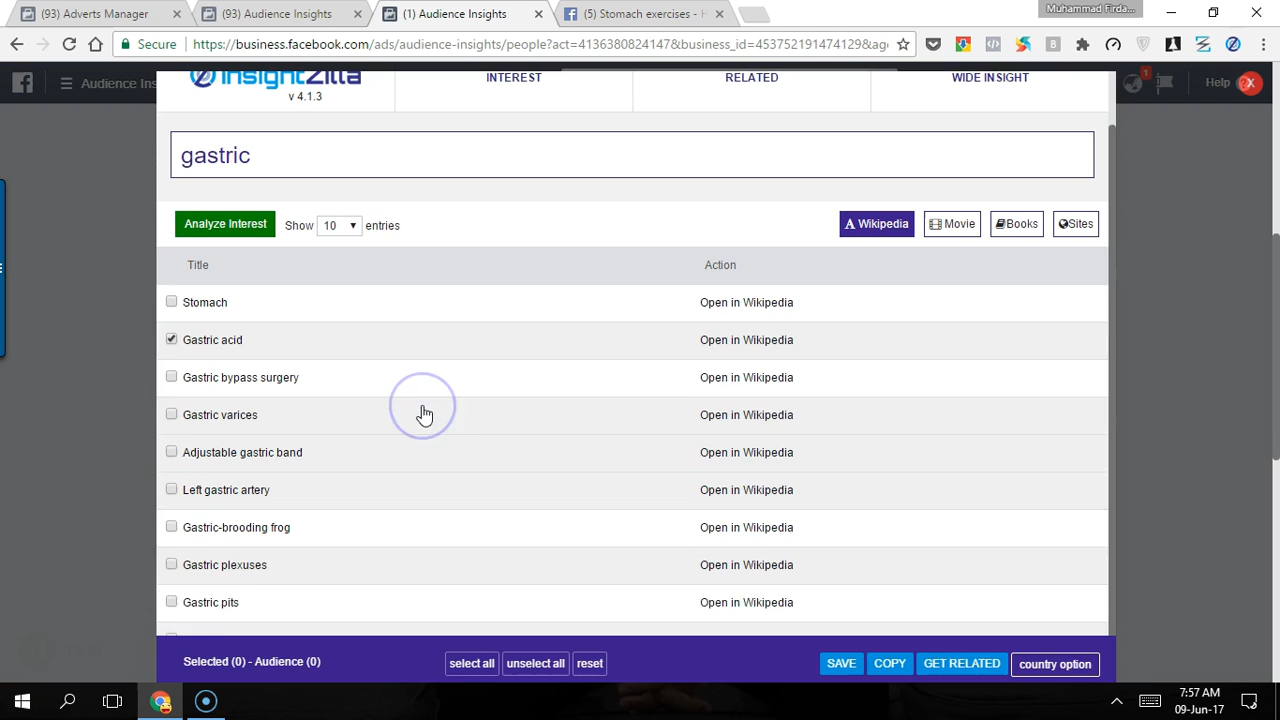 (93) Adverts Manager
(93) Audience Insights
(1) Audience Insights
(5) Stomach exercises - H
Muhammad Firda...
Secure
https://business.facebook.com/ads/audience-insights/people?act=4136380824147&business_id=453752191474129&age
Audience Ins
1
Help
X
InsightZilla
v 4.1.3
INTEREST
RELATED
WIDE INSIGHT
gastric
Analyze Interest
Show 10 entries
Wikipedia
Movie
Books
Sites
Title
Action
Stomach
Open in Wikipedia
Gastric acid
Open in Wikipedia
Gastric bypass surgery
Open in Wikipedia
Gastric varices
Open in Wikipedia
Adjustable gastric band
Open in Wikipedia
Left gastric artery
Open in Wikipedia
Gastric-brooding frog
Open in Wikipedia
Gastric plexuses
Open in Wikipedia
Gastric pits
Open in Wikipedia
Selected (0) - Audience (0)
select all
unselect all
reset
SAVE
COPY
GET RELATED
country option
7:57 AM
09-Jun-17